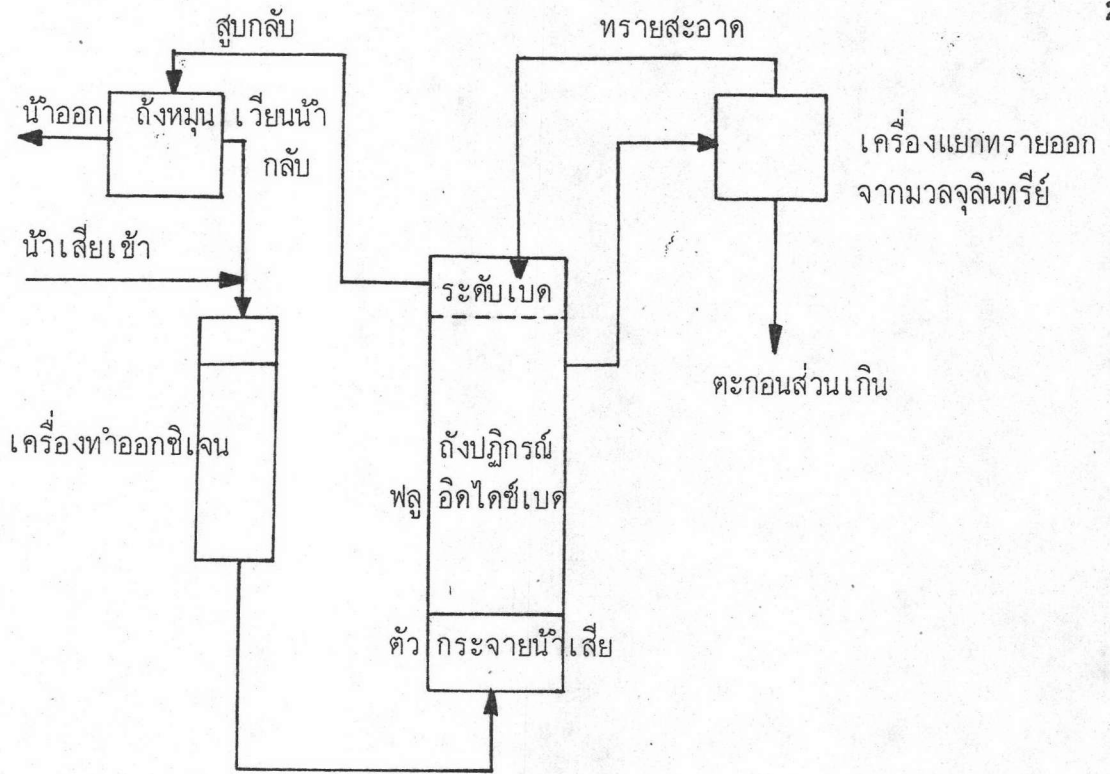 สูบกลับ
ทรายสะอาด
น้ำออก
ถังหมุน เวียนน้ำ
กลับ
เครื่องแยกทรายออก
จากมวลจุลินทรีย์
น้ำเสียเข้า
ระดับเบด
ตะกอนส่วนเกิน
เครื่องทำออกซิเจน
ถังปฏิกรณ์
ฟลูอิดไดซ์เบด
ตัวกระจายน้ำเสีย